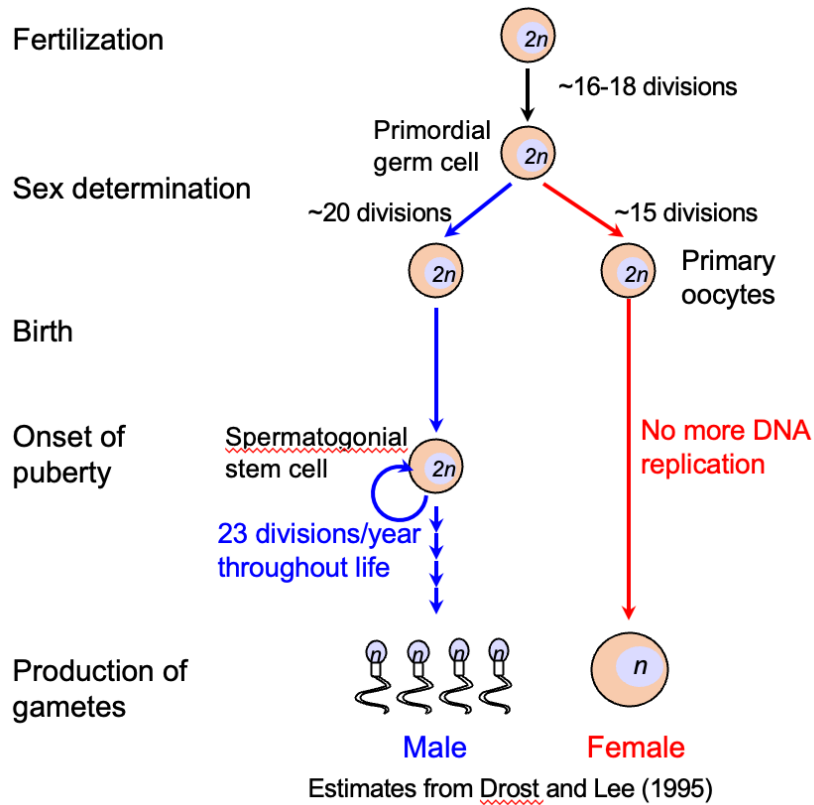 Fertilization
2n
~16-18 divisions
Primordial
germ cell
2n
Sex determination
~20 divisions
~15 divisions
2n
2n
Primary
oocytes
Birth
Onset of
puberty
Spermatogonial
stem cell
2n
No more DNA
replication
23 divisions/year
throughout life
Production of
gametes
n
n
n
n
n
Male
Female
Estimates from Drost and Lee (1995)